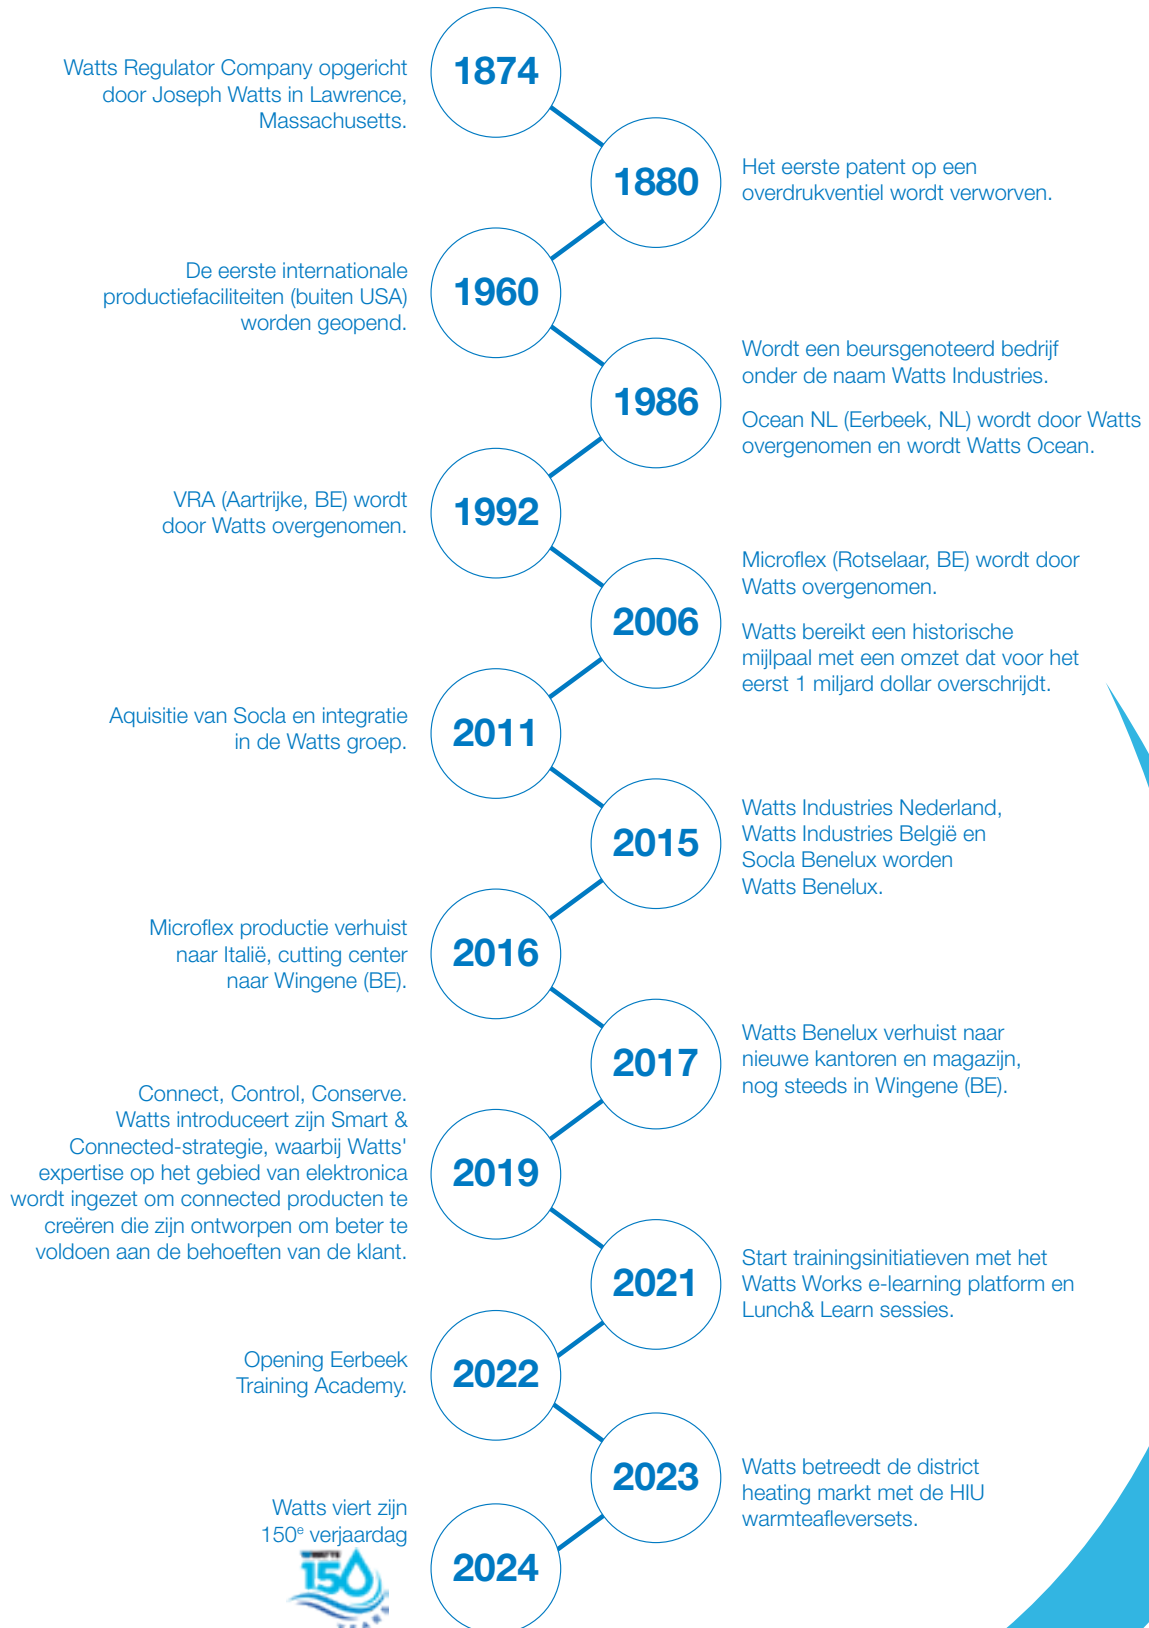 Watts Regulator Company opgericht
door Joseph Watts in Lawrence,
Massachusetts.
1874
1880
Het eerste patent op een
overdrukventiel wordt verworven.
De eerste internationale
productiefaciliteiten (buiten USA)
worden geopend.
1960
1986
Wordt een beursgenoteerd bedrijf
onder de naam Watts Industries.
Ocean NL (Eerbeek, NL) wordt door Watts
overgenomen en wordt Watts Ocean.
VRA (Aartrijke, BE) wordt
door Watts overgenomen.
1992
2006
Microflex (Rotselaar, BE) wordt door
Watts overgenomen.
Watts bereikt een historische
mijlpaal met een omzet dat voor het
eerst 1 miljard dollar overschrijdt.
Aquisitie van Socla en integratie
in de Watts groep.
2011
2015
Watts Industries Nederland,
Watts Industries België en
Socla Benelux worden
Watts Benelux.
Microflex productie verhuist
naar Italië, cutting center
naar Wingene (BE).
2016
2017
Watts Benelux verhuist naar
nieuwe kantoren en magazijn,
nog steeds in Wingene (BE).
Connect, Control, Conserve.
Watts introduceert zijn Smart &
Connected-strategie, waarbij Watts'
expertise op het gebied van elektronica
wordt ingezet om connected producten te
creëren die zijn ontworpen om beter te
voldoen aan de behoeften van de klant.
2019
2021
Start trainingsinitiatieven met het
Watts Works e-learning platform en
Lunch& Learn sessies.
Opening Eerbeek
Training Academy.
2022
2023
Watts betreedt de district
heating markt met de HIU
warmteafleversets.
Watts viert zijn
150e verjaardag
2024
WATTS
150
YEARS